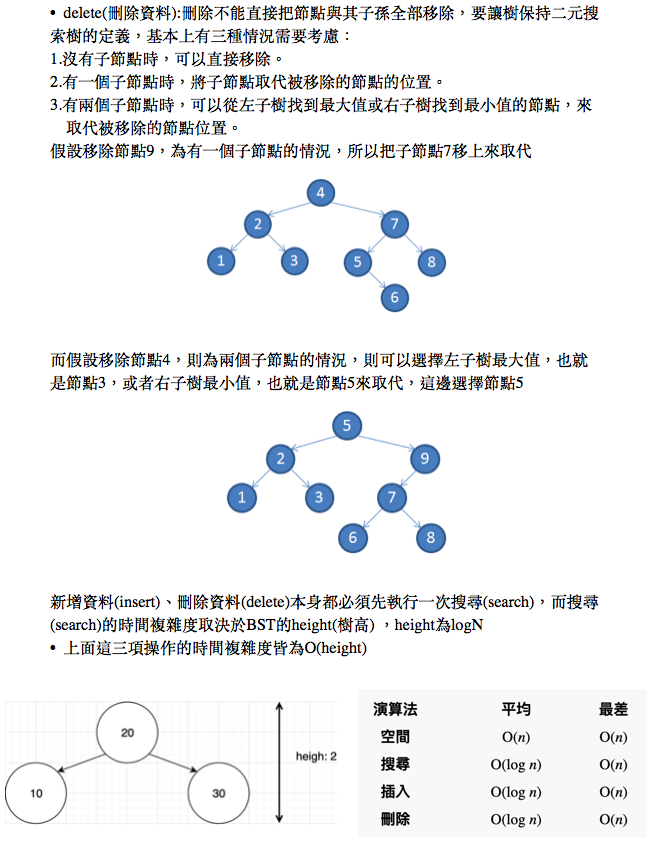 • delete(刪除資料):刪除不能直接把節點與其子孫全部移除，要讓樹保持二元搜
索樹的定義，基本上有三種情況需要考慮：
1.沒有子節點時，可以直接移除。
2.有一個子節點時，將子節點取代被移除的節點的位置。
3.有兩個子節點時，可以從左子樹找到最大值或右子樹找到最小值的節點，來
取代被移除的節點位置。
假設移除節點9，為有一個子節點的情況，所以把子節點7移上來取代
4
2 7
1 3 5 8
6
而假設移除節點4，則為兩個子節點的情況，則可以選擇左子樹最大值，也就
是節點3，或者右子樹最小值，也就是節點5來取代，這邊選擇節點5
5
2 9
1 3 7
6 8
新增資料(insert)、刪除資料(delete)本身都必須先執行一次搜尋(search)，而搜尋
(search)的時間複雜度取決於BST的height(樹高)，height為logN
• 上面這三項操作的時間複雜度皆為O(height)
20
heigh: 2
10 30
演算法 平均 最差
空間 O(n) O(n)
搜尋 O(log n) O(n)
插入 O(log n) O(n)
刪除 O(log n) O(n)